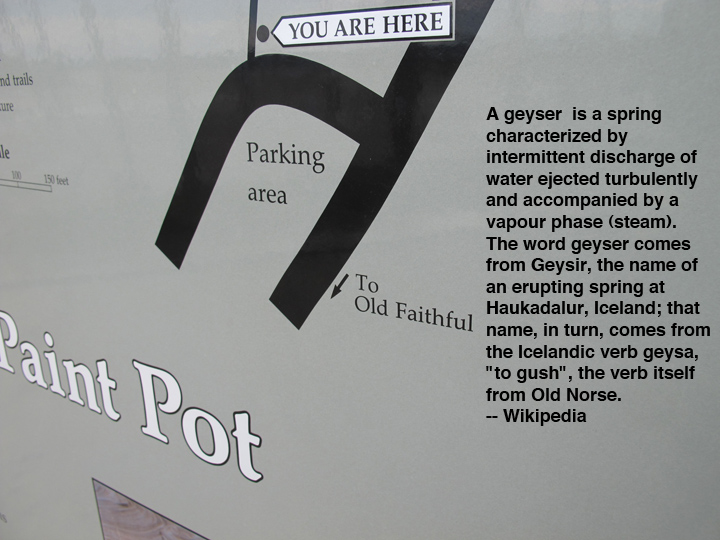 YOU ARE HERE
nd trails
ure
le
100 150 feet
Parking
area
To
Old Faithful
Paint Pot
A geyser is a spring
characterized by
intermittent discharge of
water ejected turbulently
and accompanied by a
vapour phase (steam).
The word geyser comes
from Geysir, the name of
an erupting spring at
Haukadalur, Iceland; that
name, in turn, comes from
the Icelandic verb geysa,
"to gush", the verb itself
from Old Norse.
-- Wikipedia